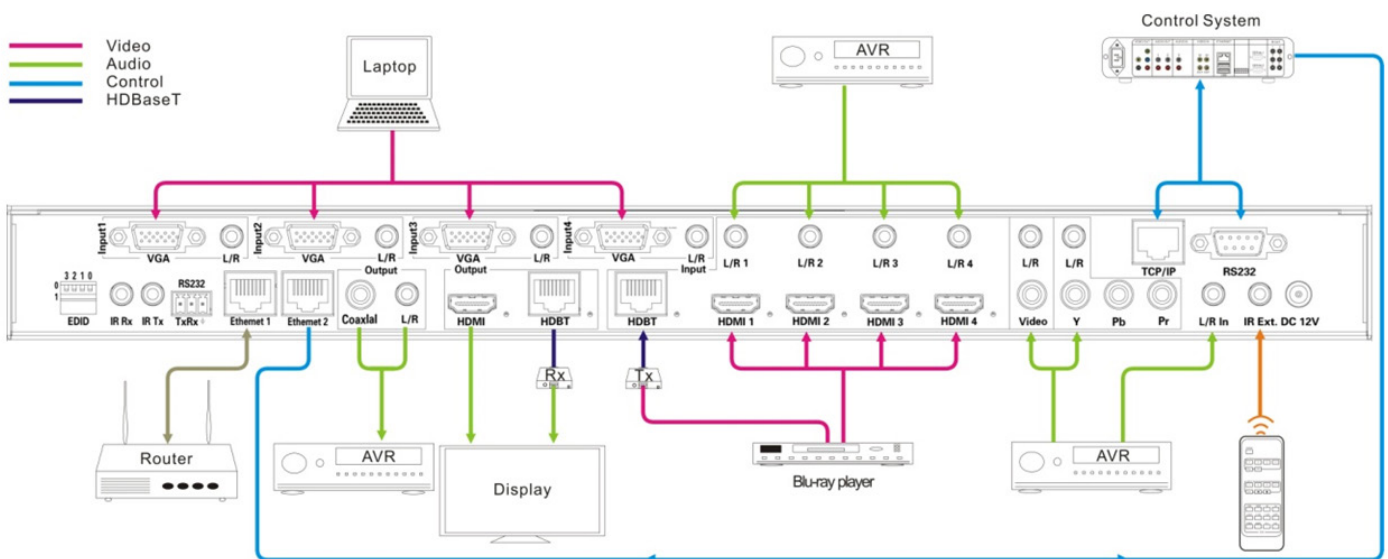 Control System
Video
Audio
Control
HDBaseT
Laptop
AVR
Input1
VGA
L/R
Input2
VGA
L/R
Input3
VGA
L/R
Input4
VGA
L/R
L/R 1
L/R 2
L/R 3
L/R 4
L/R
L/R
TCP/IP
RS232
3 2 1 0
0
1
EDID
IR Rx
IR Tx
RS232
TxRx
Ethernet 1
Ethernet 2
Output
Coaxlal
L/R
Output
HDMI
HDBT
Input
HDBT
HDMI 1
HDMI 2
HDMI 3
HDMI 4
Video
Y
Pb
Pr
L/R In
IR Ext.
DC 12V
Rx
Tx
Router
AVR
Display
Blu-ray player
AVR